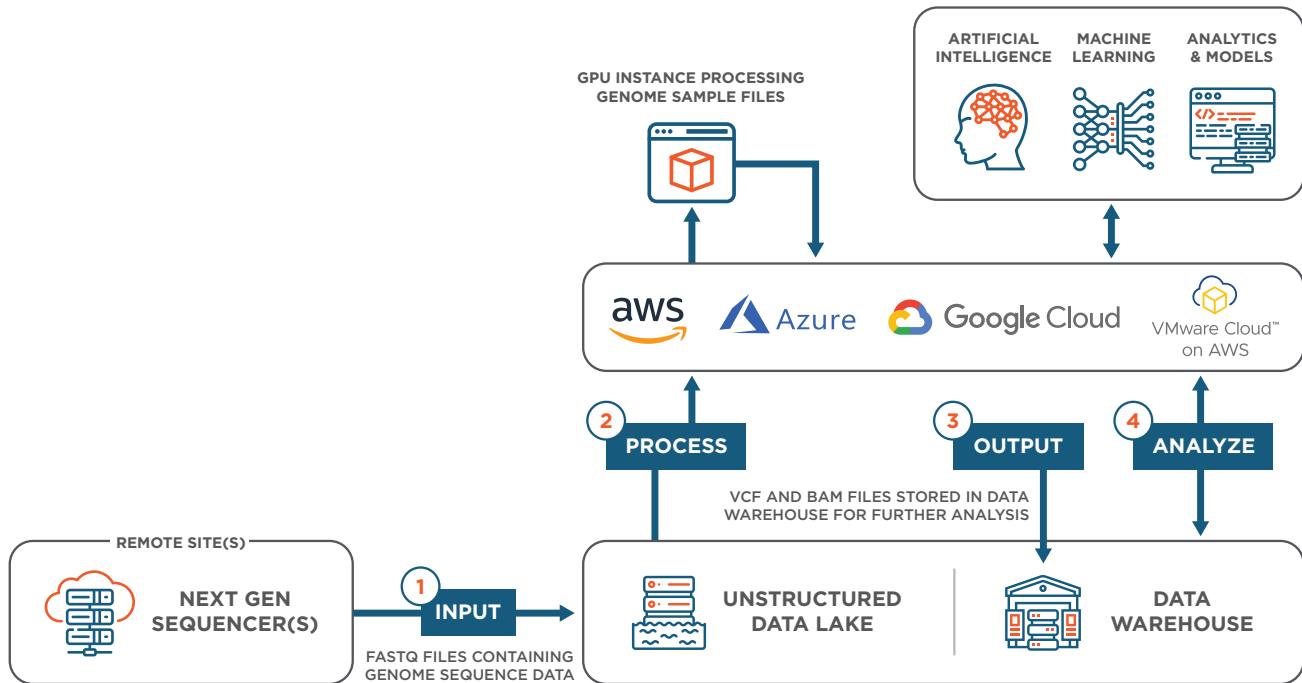 ARTIFICIAL
INTELLIGENCE
MACHINE
LEARNING
ANALYTICS
& MODELS
</>
GPU INSTANCE PROCESSING
GENOME SAMPLE FILES
aws
Azure
Google Cloud
VMware Cloud™
on AWS
2
PROCESS
3
OUTPUT
4
ANALYZE
VCF AND BAM FILES STORED IN DATA
WAREHOUSE FOR FURTHER ANALYSIS
REMOTE SITE(S)
NEXT GEN
SEQUENCER(S)
1
INPUT
FASTQ FILES CONTAINING
GENOME SEQUENCE DATA
UNSTRUCTURED
DATA LAKE
DATA
WAREHOUSE